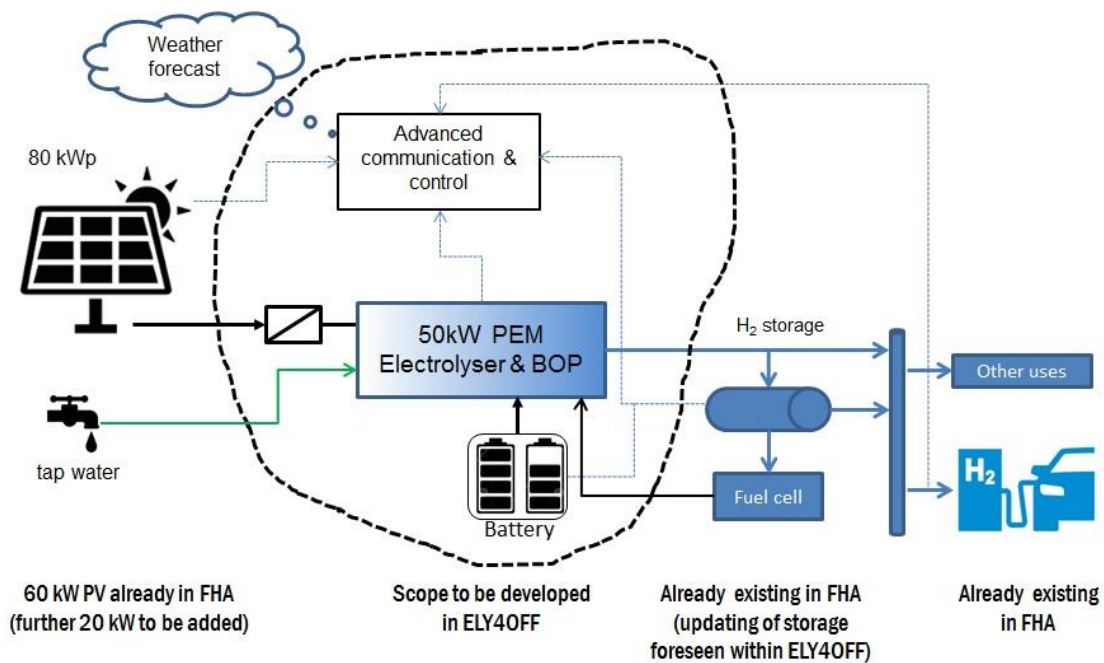 Weather
forecast
80 kWp
Advanced
communication &
control
50kW PEM
Electrolyser & BOP
H₂ storage
Other uses
tap water
Battery
Fuel cell
H₂
60 kW PV already in FHA
(further 20 kW to be added)
Scope to be developed
in ELY4OFF
Already existing in FHA
(updating of storage
foreseen within ELY4OFF)
Already existing
in FHA